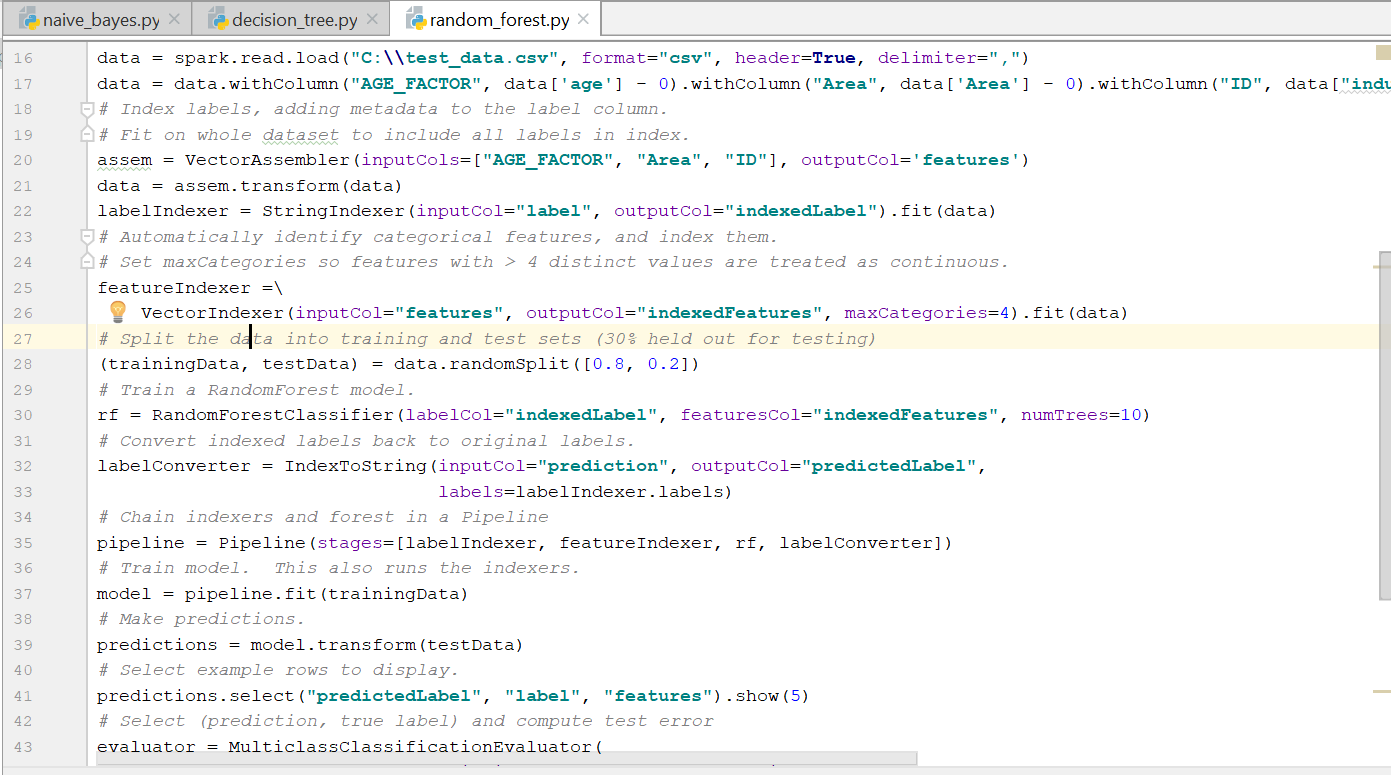 naive_bayes.py decision_tree.py random_forest.py
16 data = spark.read.load("C:\\test_data.csv", format="csv", header=True, delimiter=",")
17 data = data.withColumn("AGE_FACTOR", data['age'] - 0).withColumn("Area", data['Area'] - 0).withColumn("ID", data["indu
18 # Index labels, adding metadata to the label column.
19 # Fit on whole dataset to include all labels in index.
20 assem = VectorAssembler(inputCols=["AGE_FACTOR", "Area", "ID"], outputCol='features')
21 data = assem.transform(data)
22 labelIndexer = StringIndexer(inputCol="label", outputCol="indexedLabel").fit(data)
23 # Automatically identify categorical features, and index them.
24 # Set maxCategories so features with > 4 distinct values are treated as continuous.
25 featureIndexer =\
26 VectorIndexer(inputCol="features", outputCol="indexedFeatures", maxCategories=4).fit(data)
27 # Split the data into training and test sets (30% held out for testing)
28 (trainingData, testData) = data.randomSplit([0.8, 0.2])
29 # Train a RandomForest model.
30 rf = RandomForestClassifier(labelCol="indexedLabel", featuresCol="indexedFeatures", numTrees=10)
31 # Convert indexed labels back to original labels.
32 labelConverter = IndexToString(inputCol="prediction", outputCol="predictedLabel",
33 labels=labelIndexer.labels)
34 # Chain indexers and forest in a Pipeline
35 pipeline = Pipeline(stages=[labelIndexer, featureIndexer, rf, labelConverter])
36 # Train model.  This also runs the indexers.
37 model = pipeline.fit(trainingData)
38 # Make predictions.
39 predictions = model.transform(testData)
40 # Select example rows to display.
41 predictions.select("predictedLabel", "label", "features").show(5)
42 # Select (prediction, true label) and compute test error
43 evaluator = MulticlassClassificationEvaluator(